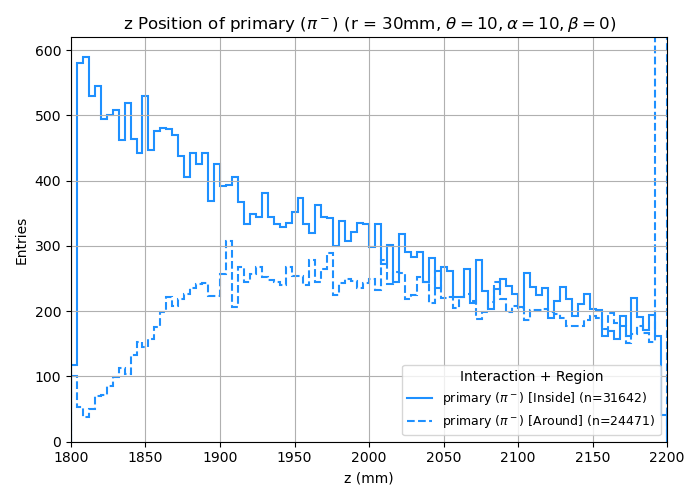 z Position of primary (π⁻) (r = 30mm, θ = 10, α = 10, β = 0)
Entries
600
500
400
300
200
100
0
1800 1850 1900 1950 2000 2050 2100 2150 2200
z (mm)
Interaction + Region
primary (π⁻) [Inside] (n=31642)
primary (π⁻) [Around] (n=24471)